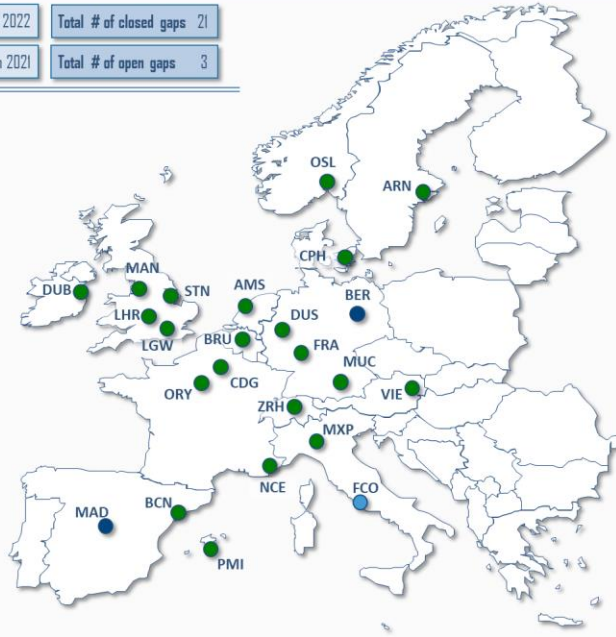 2022 Total # of closed gaps 21
2021 Total # of open gaps 3
OSL
ARN
CPH
MAN
DUB
STN
AMS
BER
LHR
DUS
LGW
BRU
FRA
MUC
CDG
ORY
VIE
ZRH
MXP
NCE
FCO
BCN
MAD
PMI